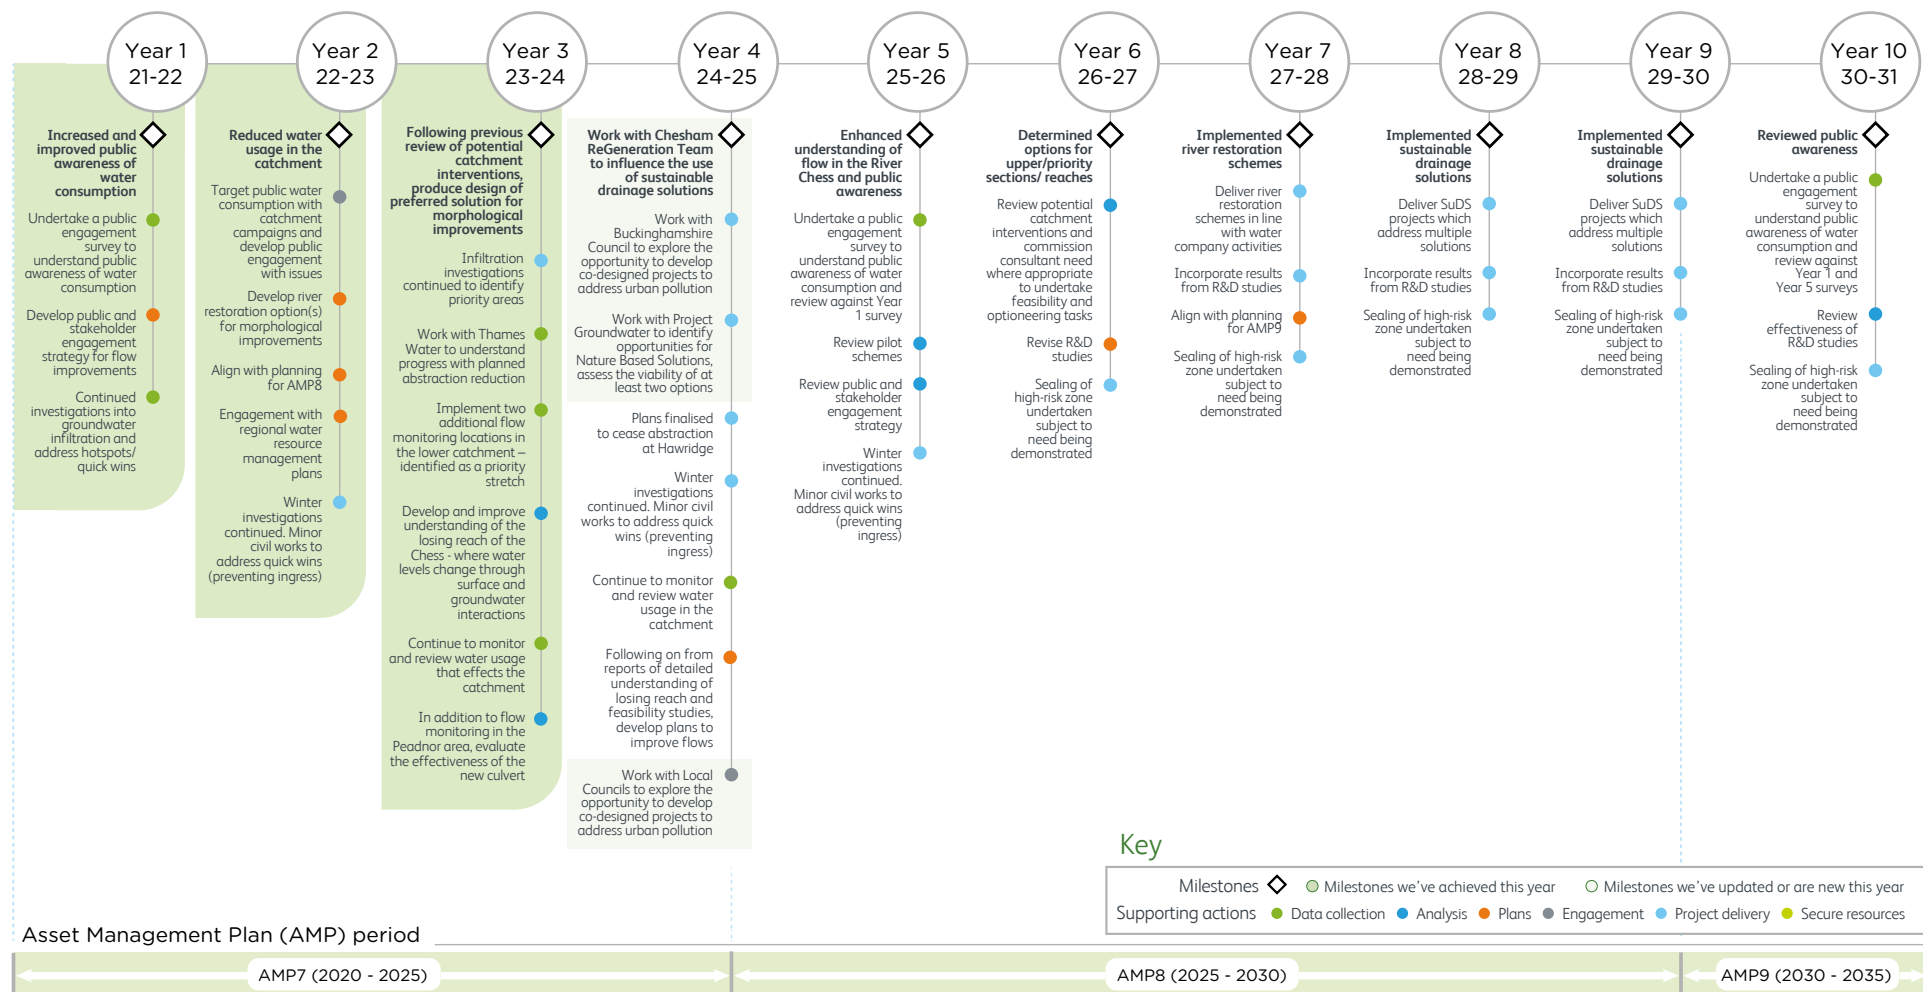 Year 1
21-22
Year 2
22-23
Year 3
23-24
Year 4
24-25
Year 5
25-26
Year 6
26-27
Year 7
27-28
Year 8
28-29
Year 9
29-30
Year 10
30-31
Increased and
improved public
awareness of
water
consumption
Undertake a public
engagement
survey to
understand public
awareness of water
consumption
Develop public and
stakeholder
engagement
strategy for flow
improvements
Continued
investigations into
groundwater
infiltration and
address hotspots/
quick wins
Reduced water
usage in the
catchment
Target public water
consumption with
catchment
campaigns and
develop public
engagement
with issues
Develop river
restoration option(s)
for morphological
improvements
Align with planning
for AMP8
Engagement with
regional water
resource
management
plans
Winter
investigations
continued. Minor
civil works to
address quick wins
(preventing ingress)
Following previous
review of potential
catchment
interventions,
produce design of
preferred solution for
morphological
improvements
Infiltration
investigations
continued to identify
priority areas
Work with Thames
Water to understand
progress with planned
abstraction reduction
Implement two
additional flow
monitoring locations in
the lower catchment –
identified as a priority
stretch
Develop and improve
understanding of the
losing reach of the
Chess - where water
levels change through
surface and
groundwater
interactions
Continue to monitor
and review water usage
that effects the
catchment
In addition to flow
monitoring in the
Peadnor area, evaluate
the effectiveness of the
new culvert
Work with Chesham
ReGeneration Team
to influence the use
of sustainable
drainage solutions
Work with
Buckinghamshire
Council to explore the
opportunity to develop
co-designed projects to
address urban pollution
Work with Project
Groundwater to identify
opportunities for
Nature Based Solutions,
assess the viability of at
least two options
Plans finalised
to cease abstraction
at Hawridge
Winter
investigations
continued. Minor civil
works to address quick
wins (preventing
ingress)
Continue to monitor
and review water
usage in the
catchment
Following on from
reports of detailed
understanding of
losing reach and
feasibility studies,
develop plans to
improve flows
Work with Local
Councils to explore the
opportunity to develop
co-designed projects to
address urban pollution
Enhanced
understanding of
flow in the River
Chess and public
awareness
Undertake a public
engagement
survey to
understand public
awareness of water
consumption and
review against Year
1 survey
Review pilot
schemes
Review public and
stakeholder
engagement
strategy
Winter
investigations
continued.
Minor civil works to
address quick wins
(preventing
ingress)
Determined
options for
upper/priority
sections/ reaches
Review potential
catchment
interventions and
commission
consultant need
where appropriate
to undertake
feasibility and
optioneering tasks
Revise R&D
studies
Sealing of
high-risk zone
undertaken
subject to
need being
demonstrated
Implemented
river restoration
schemes
Deliver river
restoration
schemes in line
with water
company activities
Incorporate results
from R&D studies
Align with planning
for AMP9
Sealing of high-risk
zone undertaken
subject to
need being
demonstrated
Implemented
sustainable
drainage
solutions
Deliver SuDS
projects which
address multiple
solutions
Incorporate results
from R&D studies
Sealing of high-risk
zone undertaken
subject to
need being
demonstrated
Implemented
sustainable
drainage
solutions
Deliver SuDS
projects which
address multiple
solutions
Incorporate results
from R&D studies
Sealing of high-risk
zone undertaken
subject to
need being
demonstrated
Reviewed public
awareness
Undertake a public
engagement
survey to
understand public
awareness of water
consumption and
review against
Year 1 and
Year 5 surveys
Review
effectiveness of
R&D studies
Sealing of high-risk
zone undertaken
subject to
need being
demonstrated
Key
Milestones Milestones we've achieved this year Milestones we've updated or are new this year
Supporting actions Data collection Analysis Plans Engagement Project delivery Secure resources
Asset Management Plan (AMP) period
AMP7 (2020 - 2025)
AMP8 (2025 - 2030)
AMP9 (2030 - 2035)